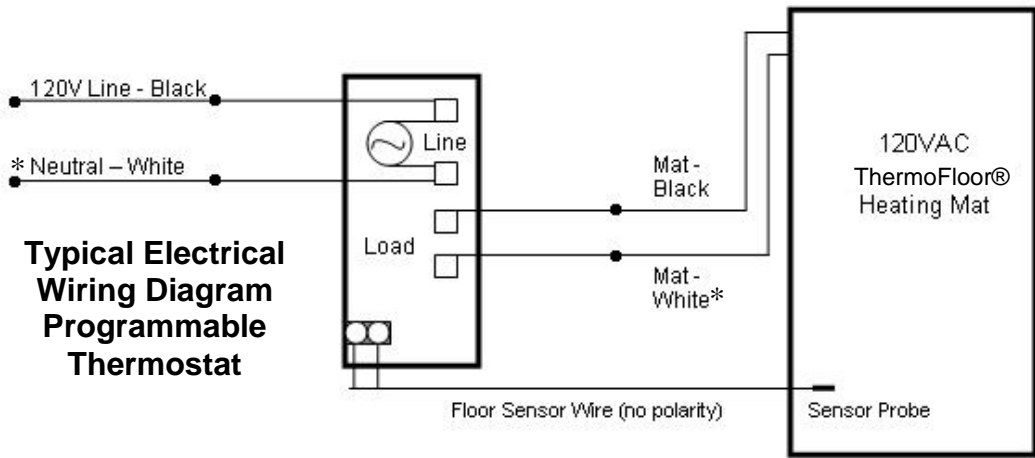 120V Line - Black
* Neutral – White
Line
Load
Typical Electrical
Wiring Diagram
Programmable
Thermostat
Mat -
Black
Mat -
White*
120VAC
ThermoFloor®
Heating Mat
Floor Sensor Wire (no polarity)
Sensor Probe